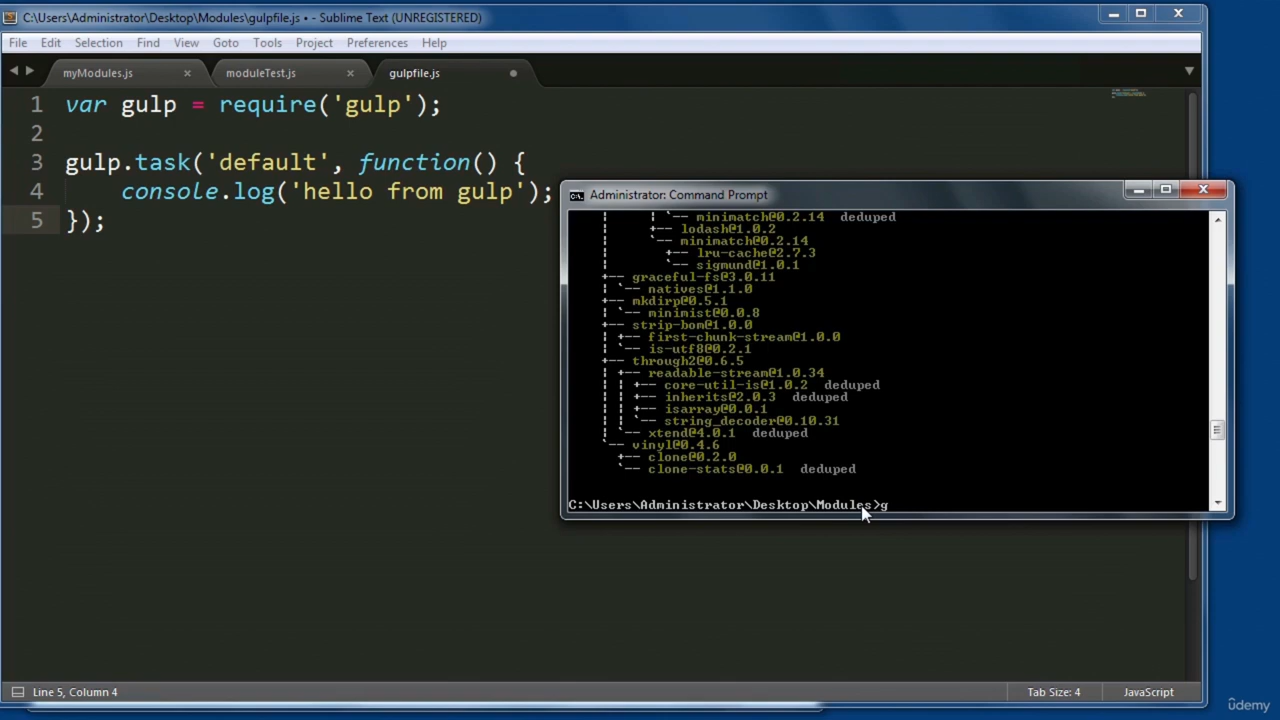 C:\Users\Administrator\Desktop\Modules\gulpfile.js • - Sublime Text (UNREGISTERED)
File Edit Selection Find View Goto Tools Project Preferences Help
myModules.js × moduleTest.js × gulpfile.js
1 var gulp = require('gulp');
2
3 gulp.task('default', function() {
4 console.log('hello from gulp');
5 });
Administrator: Command Prompt
| | `-- minimatch@0.2.14 deduped
| +-- lodash@1.0.2
| `-- minimatch@0.2.14
| +-- lru-cache@2.7.3
| `-- sigmund@1.0.1
+-- graceful-fs@3.0.11
| `-- natives@1.1.0
+-- mkdirp@0.5.1
| `-- minimist@0.0.8
+-- strip-bom@1.0.0
| +-- first-chunk-stream@1.0.0
| `-- is-utf8@0.2.1
+-- through2@0.6.5
| +-- readable-stream@1.0.34
| | +-- core-util-is@1.0.2 deduped
| | +-- inherits@2.0.3 deduped
| | +-- isarray@0.0.1
| | `-- string_decoder@0.10.31
| `-- xtend@4.0.1 deduped
`-- vinyl@0.4.6
+-- clone@0.2.0
`-- clone-stats@0.0.1 deduped
C:\Users\Administrator\Desktop\Modules>g
Line 5, Column 4
Tab Size: 4
JavaScript
ûdemy